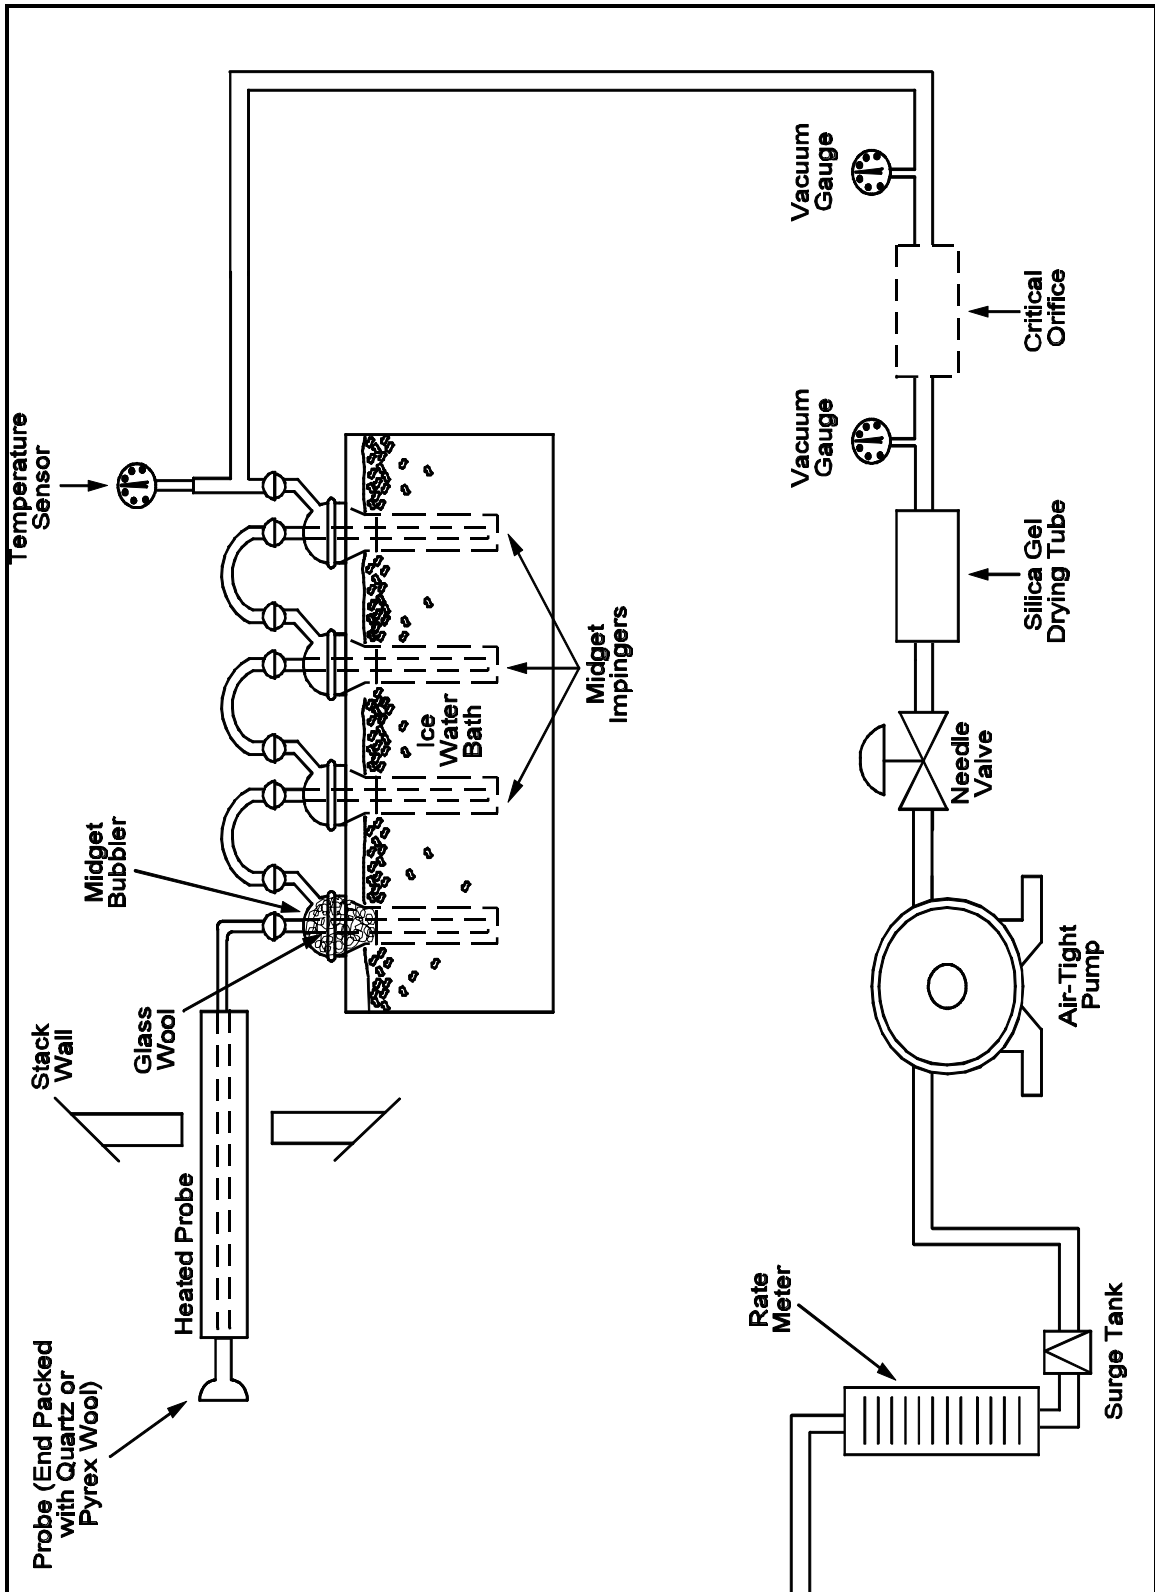 Probe (End Packed
with Quartz or
Pyrex Wool)
Heated Probe
Stack
Wall
Glass
Wool
Midget
Bubbler
Temperature
Sensor
Ice
Water
Bath
Midget
Impingers
Rate
Meter
Surge Tank
Air-Tight
Pump
Needle
Valve
Silica Gel
Drying Tube
Vacuum
Gauge
Critical
Orifice
Vacuum
Gauge